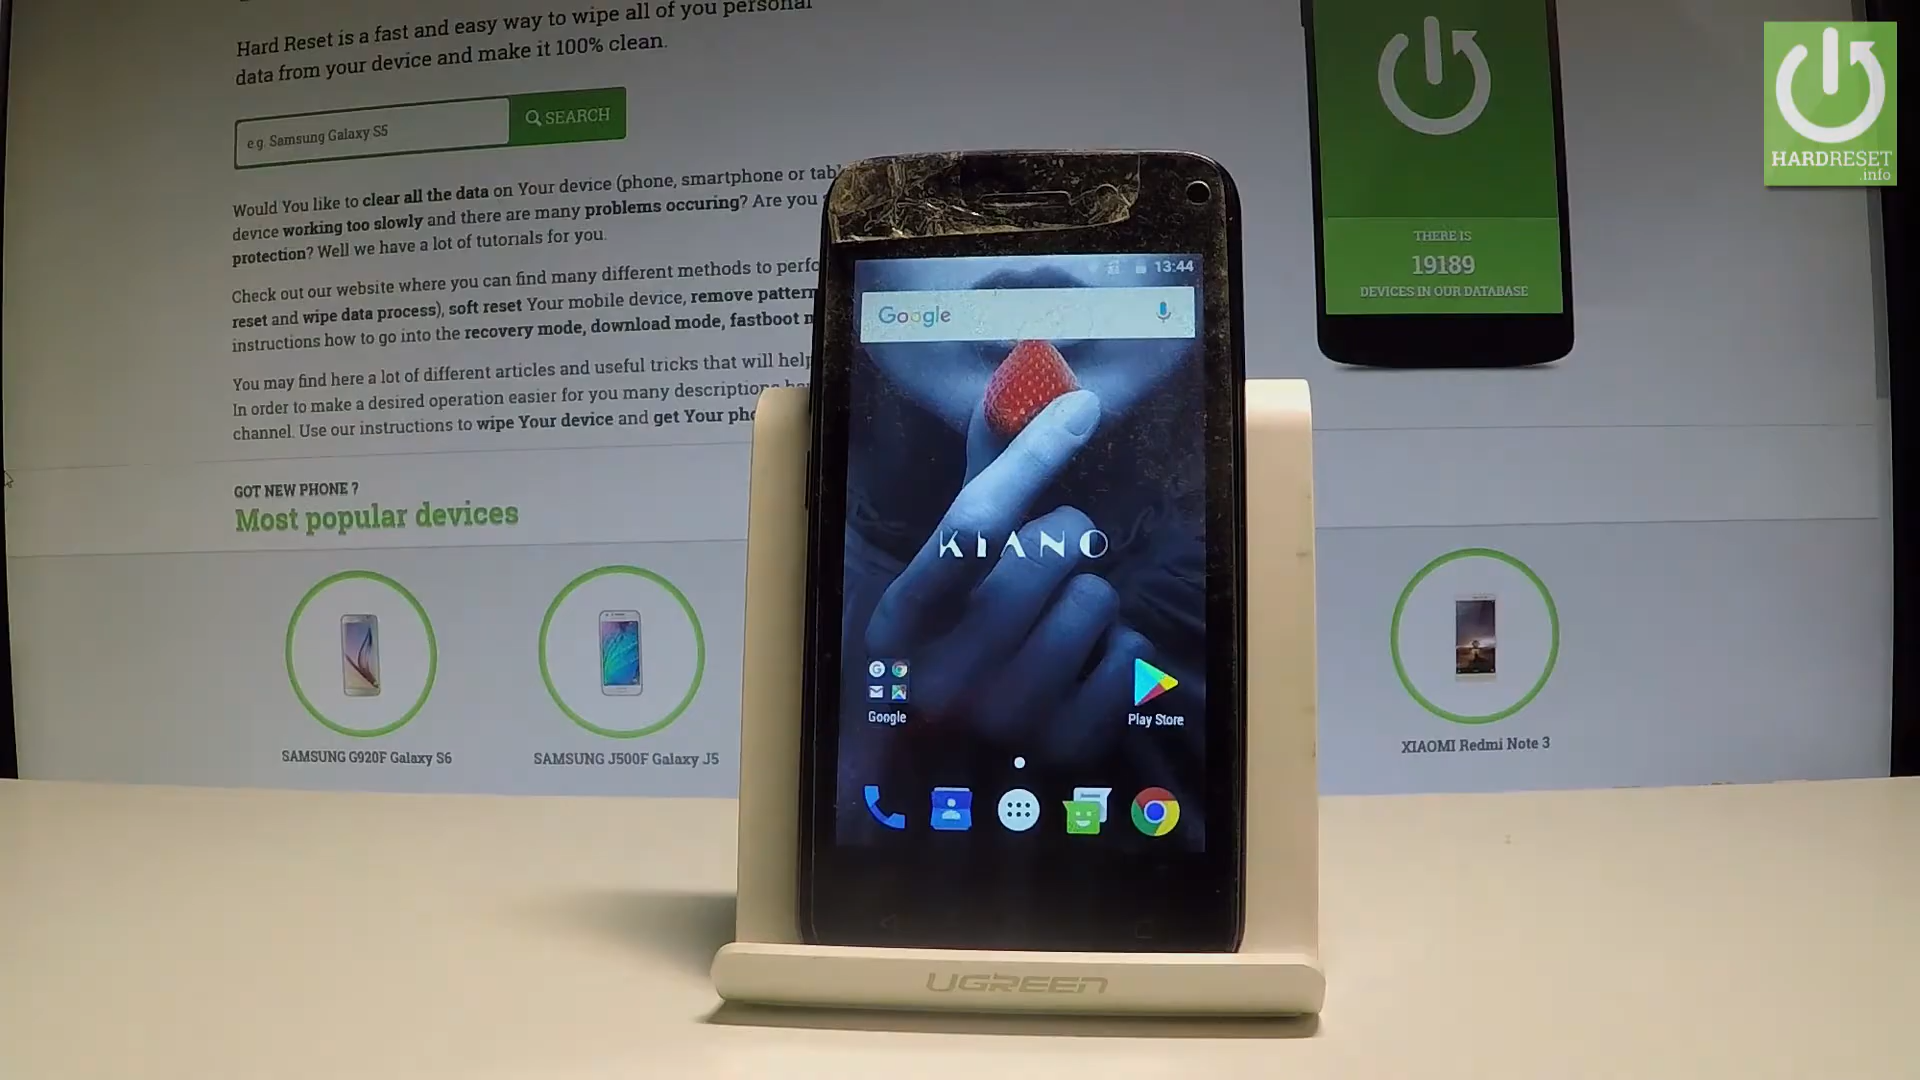 Hard Reset is a fast and easy way to wipe all of you personal
data from your device and make it 100% clean.
e.g. Samsung Galaxy S5
SEARCH
Would You like to clear all the data on Your device (phone, smartphone or
device working too slowly and there are many problems occuring? Are you
protection? Well we have a lot of tutorials for you.
Check out our website where you can find many different methods to
reset and wipe data process), soft reset Your mobile device, remove pattern
instructions how to go into the recovery mode, download mode, fastboot
You may find here a lot of different articles and useful tricks that will help
In order to make a desired operation easier for you many descriptions
channel. Use our instructions to wipe Your device and get Your
GOT NEW PHONE ?
Most popular devices
SAMSUNG G920F Galaxy S6
SAMSUNG J500F Galaxy J5
XIAOMI Redmi Note 3
THERE IS
19189
DEVICES IN OUR DATABASE
HARDRESET
.info
13:44
Google
KIANO
Google
Play Store
UGREEN